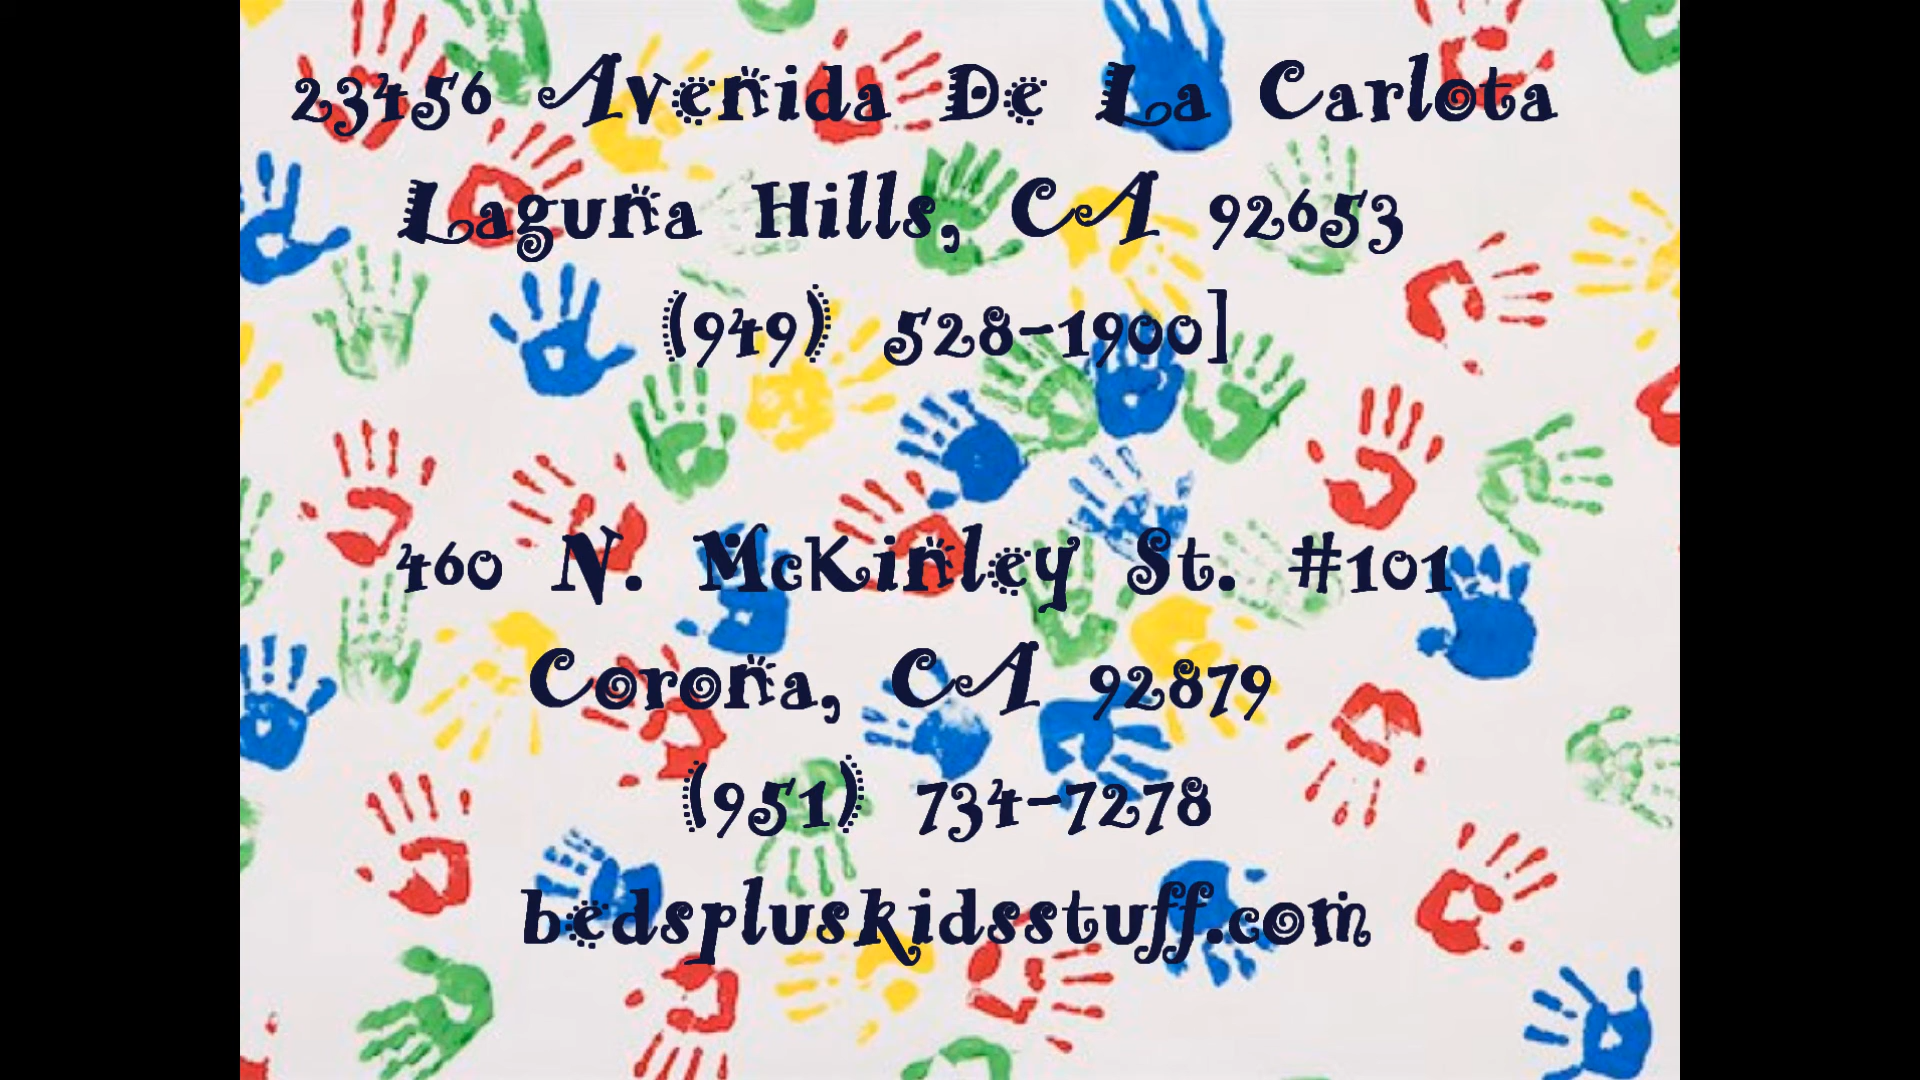 23456 Avenida De La Carlota
Laguna Hills, CA 92653
(949) 528-1900]
460 N. McKinley St. #101
Corona, CA 92879
(951) 734-7278
bedspluskidsstuff.com